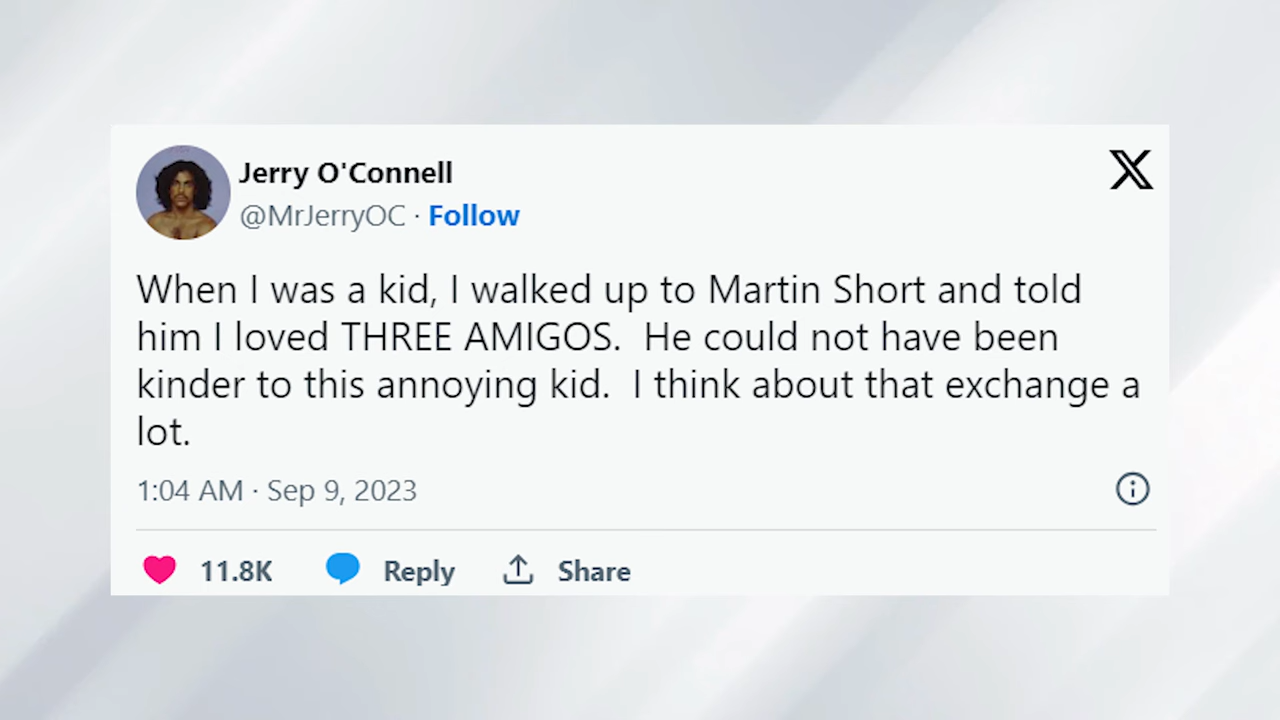 Jerry O'Connell
@MrJerryOC · Follow
When I was a kid, I walked up to Martin Short and told
him I loved THREE AMIGOS.  He could not have been
kinder to this annoying kid.  I think about that exchange a
lot.
1:04 AM · Sep 9, 2023
11.8K Reply Share